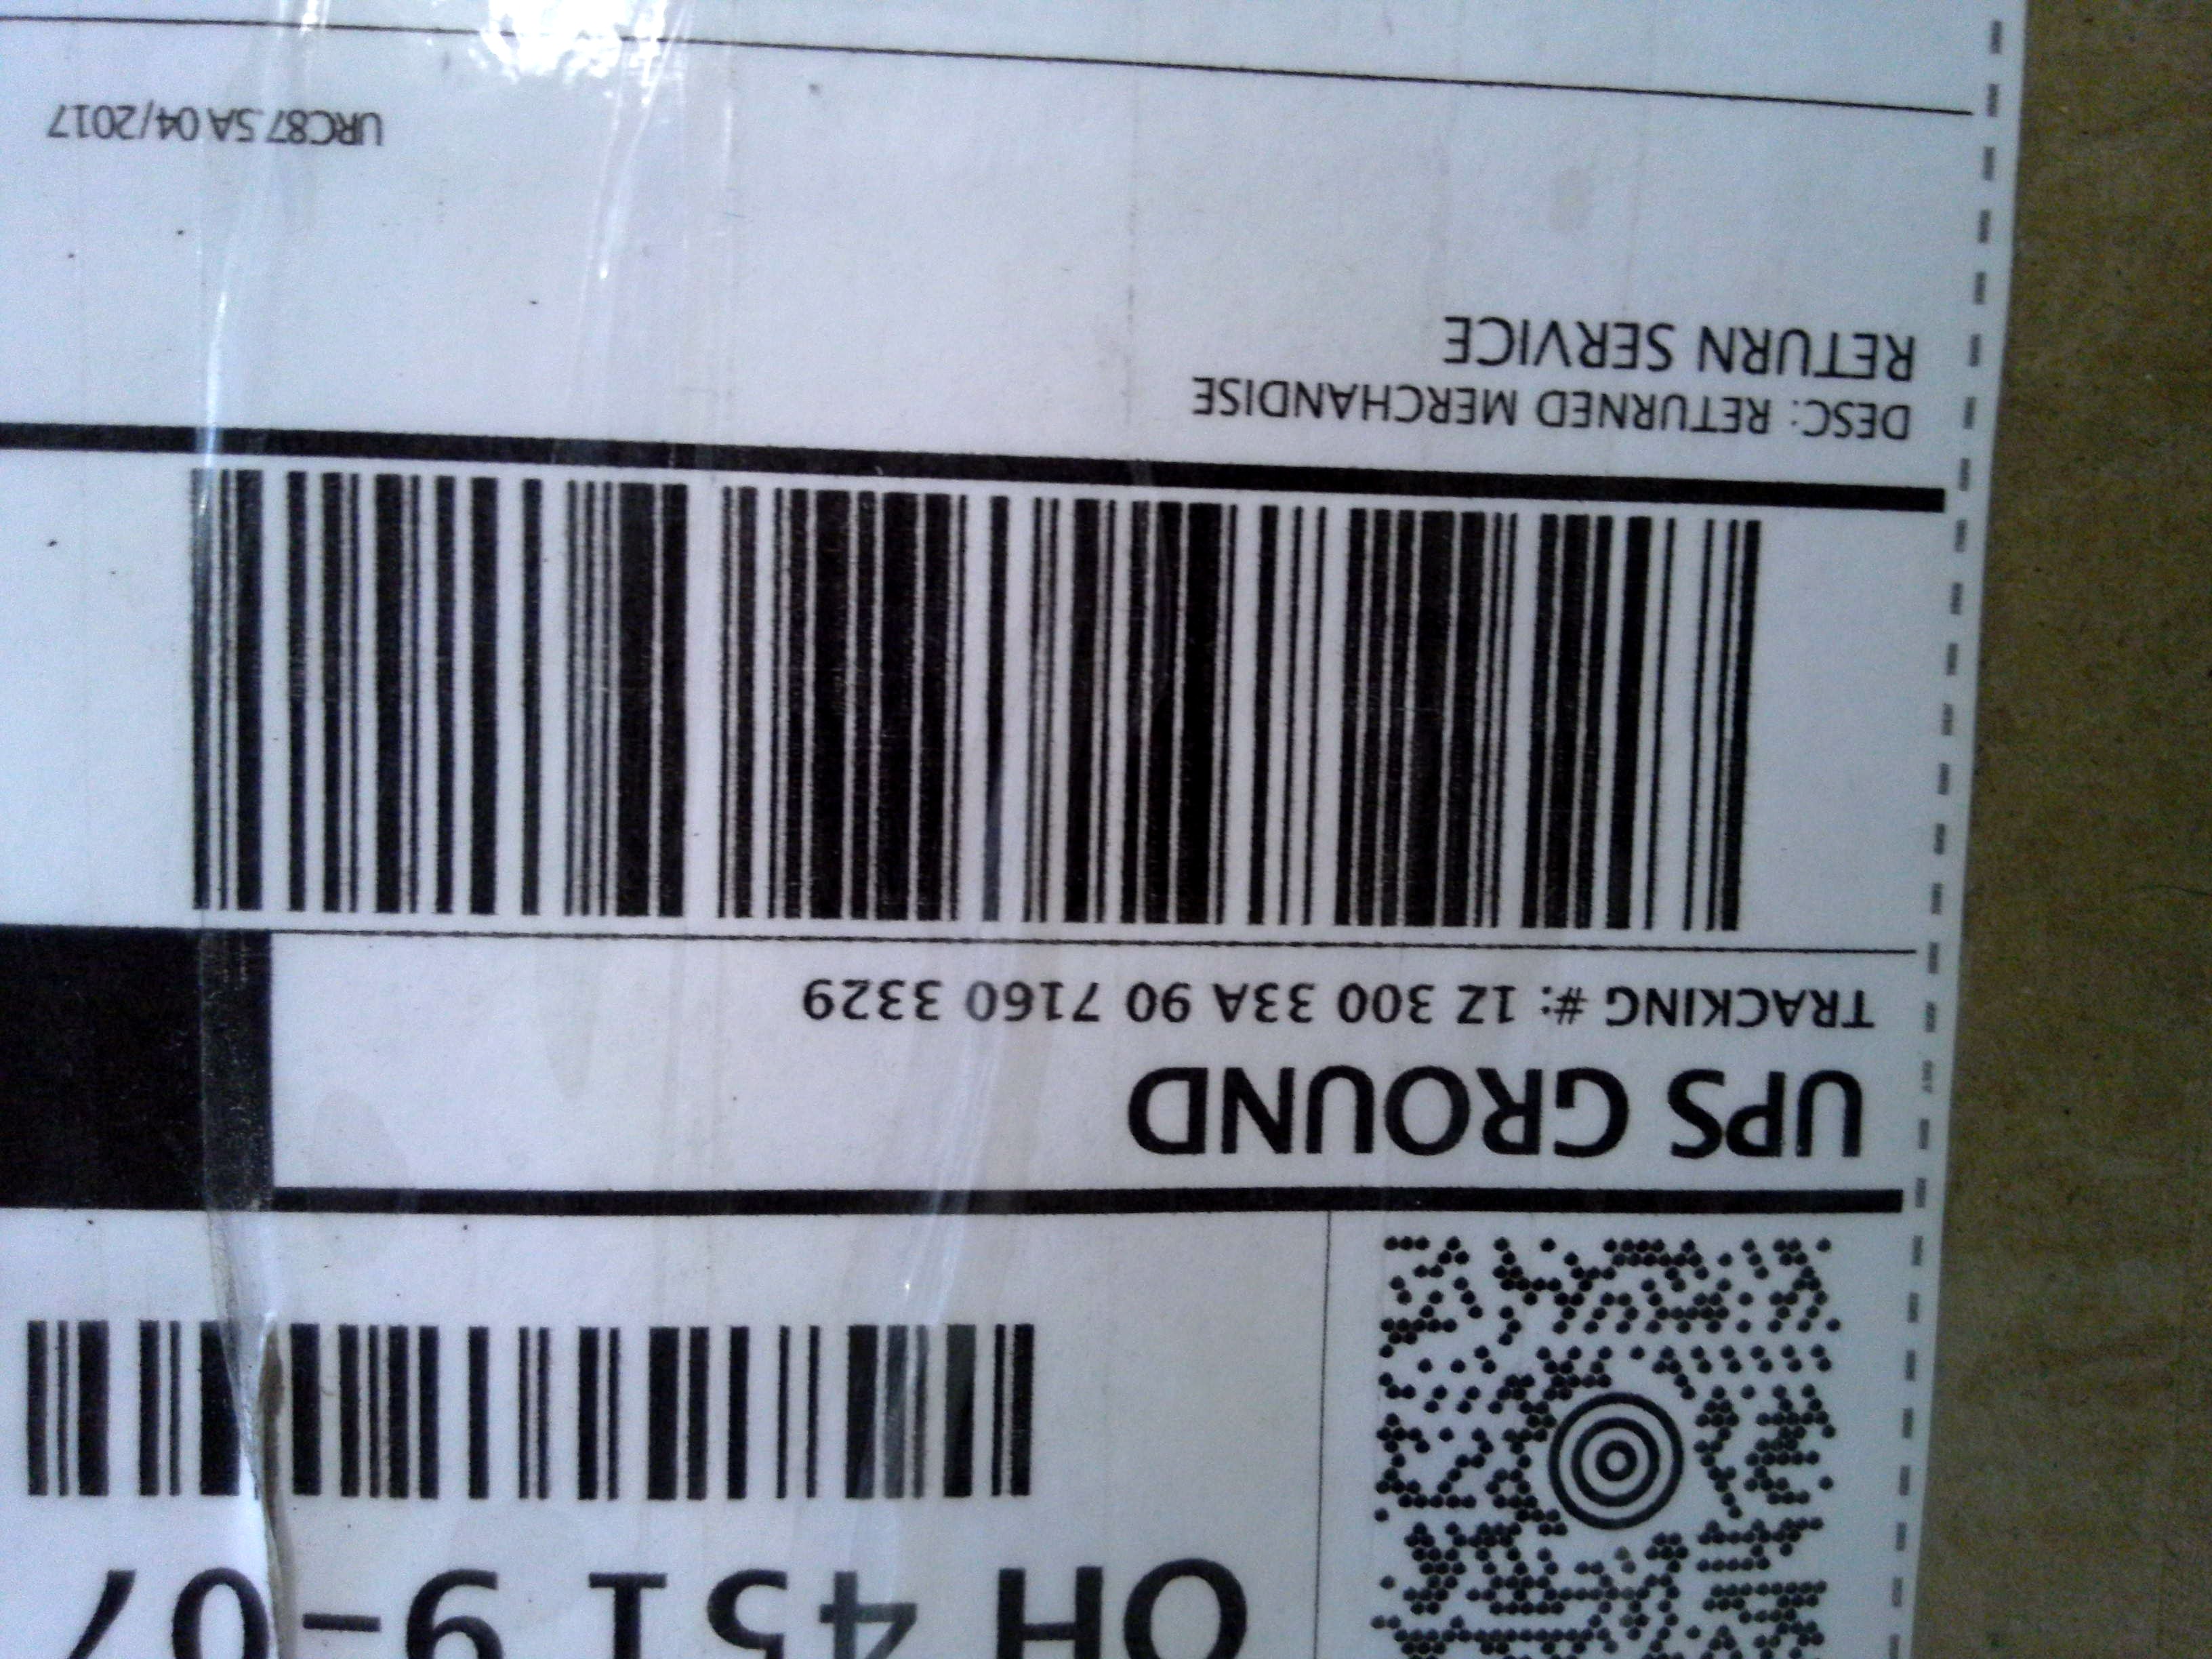 OH 451 9-07
UPS GROUND
TRACKING #: 1Z 300 33A 90 7160 3329
DESC: RETURNED MERCHANDISE
RETURN SERVICE
URC87.5A 04/2017